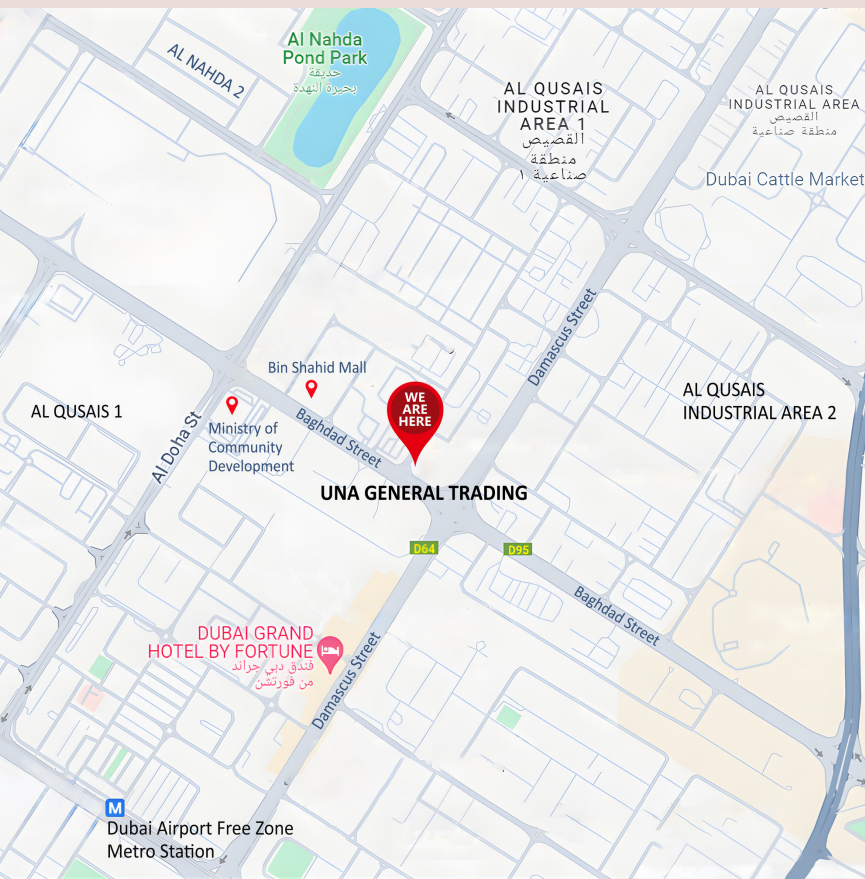 Al Nahda
Pond Park
حديقة
بحيرة النهدة
AL NAHDA 2
AL QUSAIS
INDUSTRIAL
AREA 1
القصيص
منطقة
صناعية ١
AL QUSAIS
INDUSTRIAL AREA
القصيص
منطقة صناعية
Dubai Cattle Market
Damascus Street
Bin Shahid Mall
WE
ARE
HERE
AL QUSAIS
INDUSTRIAL AREA 2
AL QUSAIS 1
Al Doha St
Ministry of
Community
Development
Baghdad Street
UNA GENERAL TRADING
D64
D95
Baghdad Street
DUBAI GRAND
HOTEL BY FORTUNE
فندق دبي جراند
من فورتشن
Damascus Street
M
Dubai Airport Free Zone
Metro Station